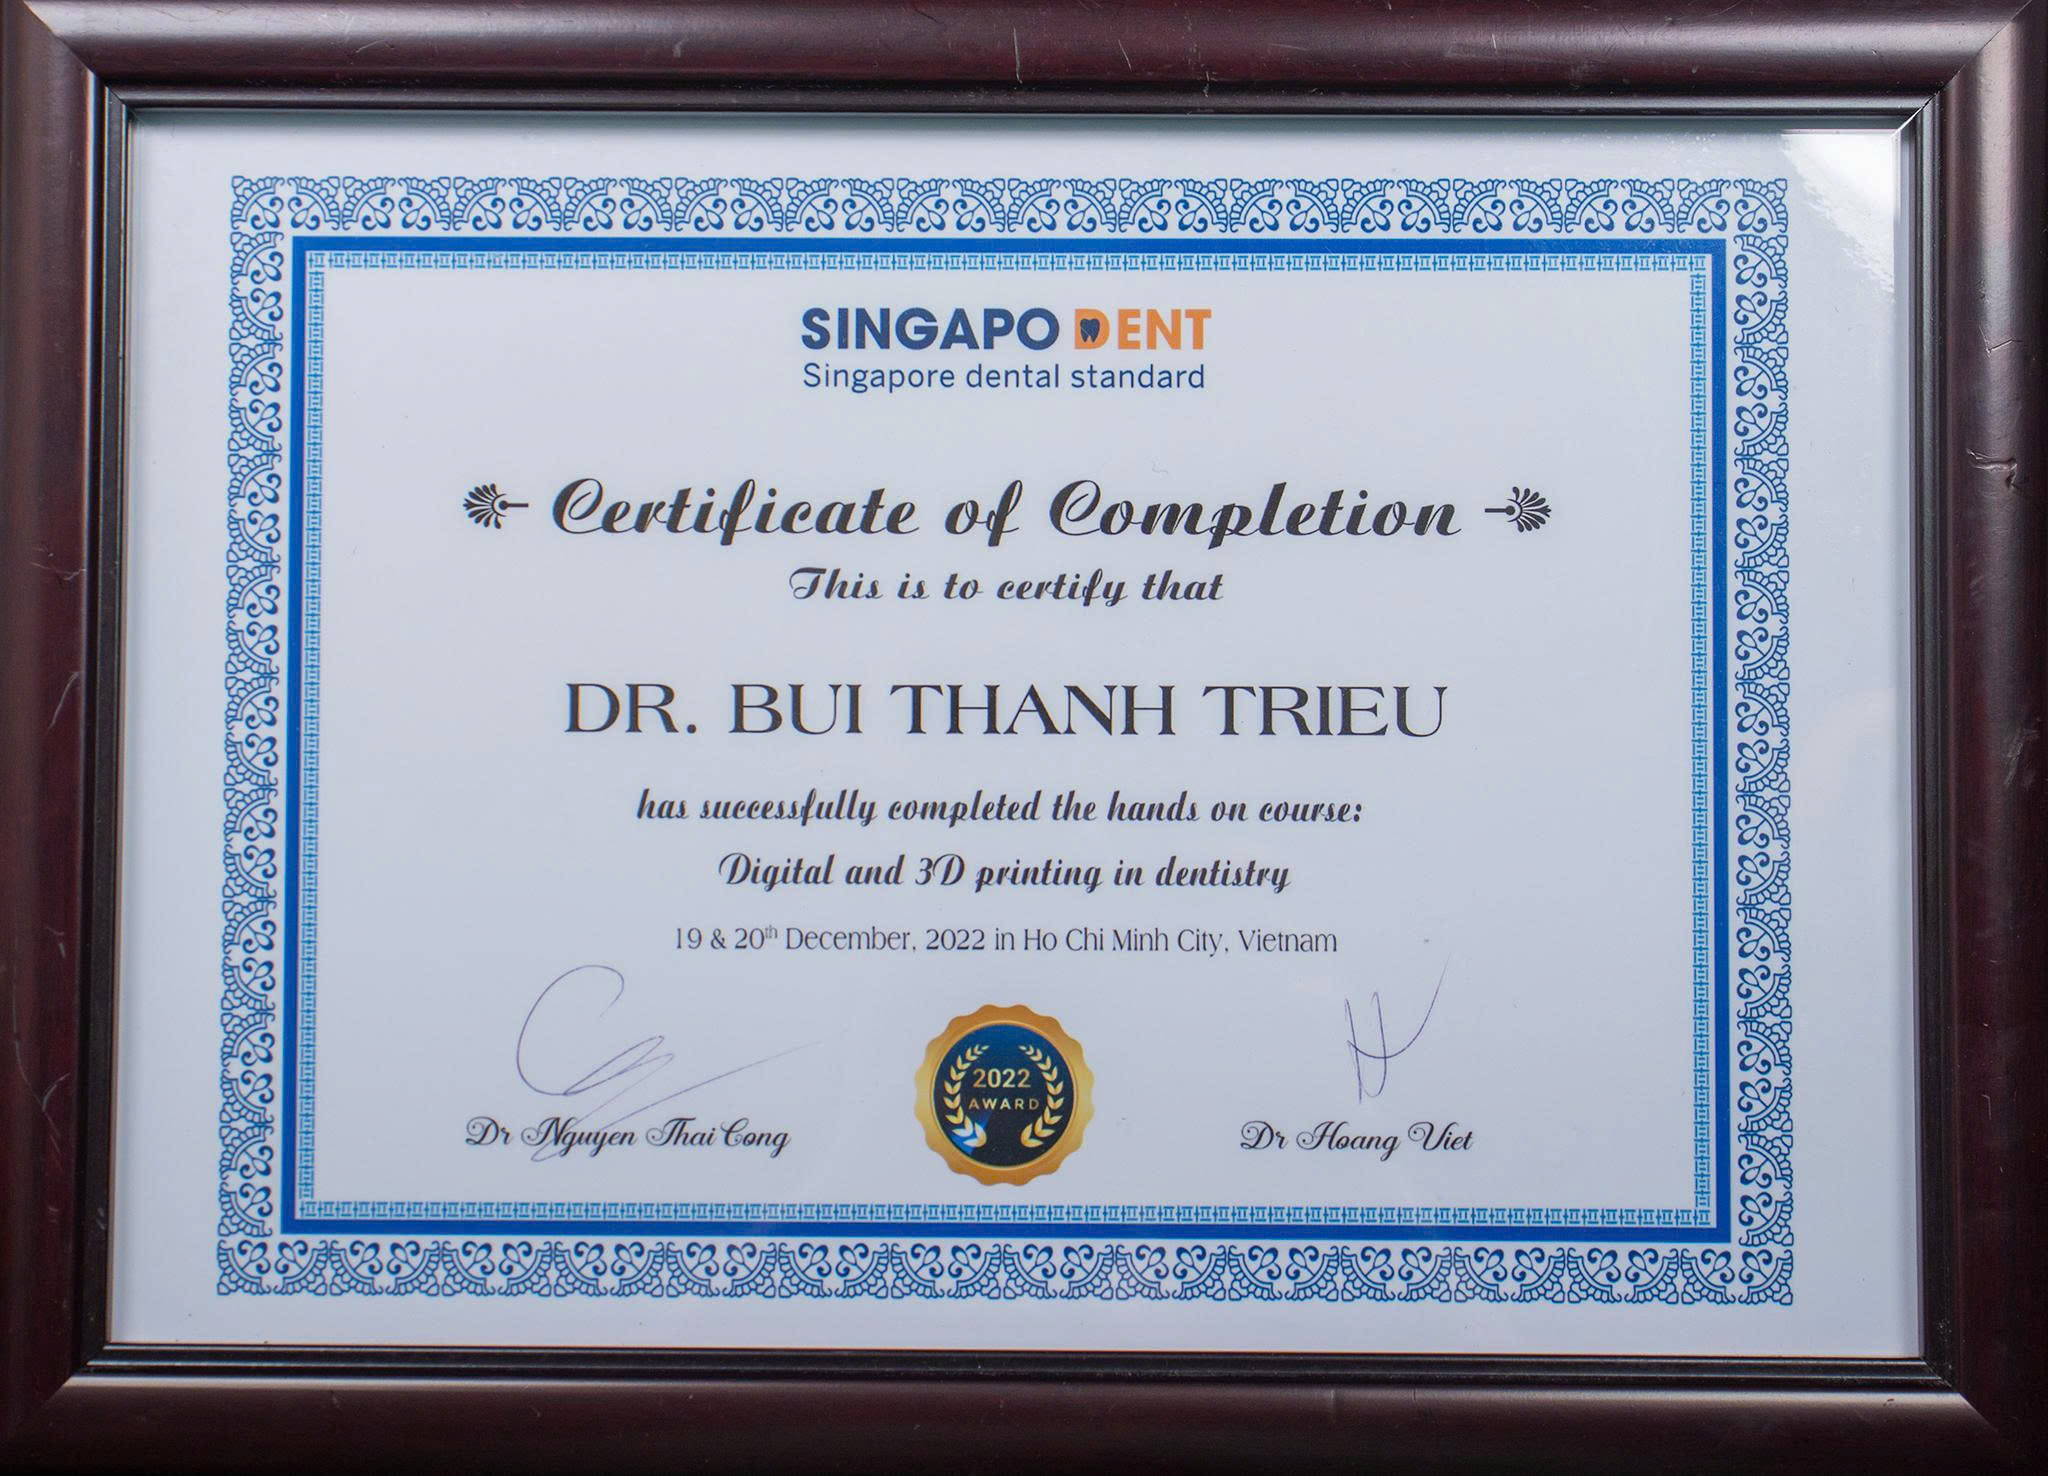 SINGAPO DENT
Singapore dental standard
Certificate of Completion
This is to certify that
DR. BUI THANH TRIEU
has successfully completed the hands on course:
Digital and 3D printing in dentistry
19 & 20th December, 2022 in Ho Chi Minh City, Vietnam
2022
AWARD
Dr Nguyen Thai Cong
Dr Hoang Viet